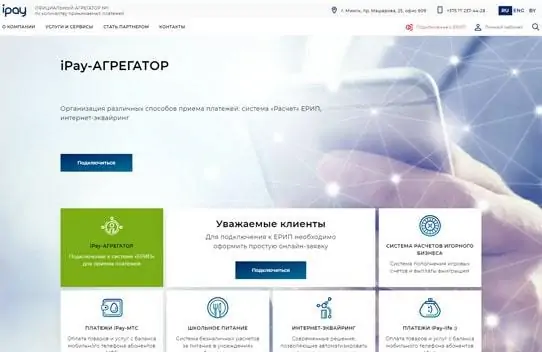 ipay
ОФИЦИАЛЬНЫЙ АГРЕГАТОР №1
по количеству принимаемых платежей
г. Минск, пр. Машерова, 25, офис 609
+375 17 237-44-28
RU ENG BY
О КОМПАНИИ УСЛУГИ И СЕРВИСЫ СТАТЬ ПАРТНЕРОМ КОНТАКТЫ
Подключение к ЕРИП Личный кабинет
iPay-АГРЕГАТОР
Организация различных способов приема платежей: система «Расчет» ЕРИП,
интернет-эквайринг
Подключиться
iPay-АГРЕГАТОР
Подключение к системе «ЕРИП»
для приема платежей
Уважаемые клиенты
Для подключения к ЕРИП необходимо
оформить простую онлайн-заявку
Подключиться
СИСТЕМА РАСЧЕТОВ ИГОРНОГО
БИЗНЕСА
Система пополнения игровых
счетов и выплаты выигрышей
ПЛАТЕЖИ iPay-МТС
Оплата товаров и услуг с баланса
мобильного телефона абонентов
ШКОЛЬНОЕ ПИТАНИЕ
Система безналичных расчетов
за питание в учреждениях
ИНТЕРНЕТ-ЭКВАЙРИНГ
Современные решения,
позволяющие автоматизировать
ПЛАТЕЖИ iPay-life :)
Оплата товаров и услуг с баланса
мобильного телефона абонентов